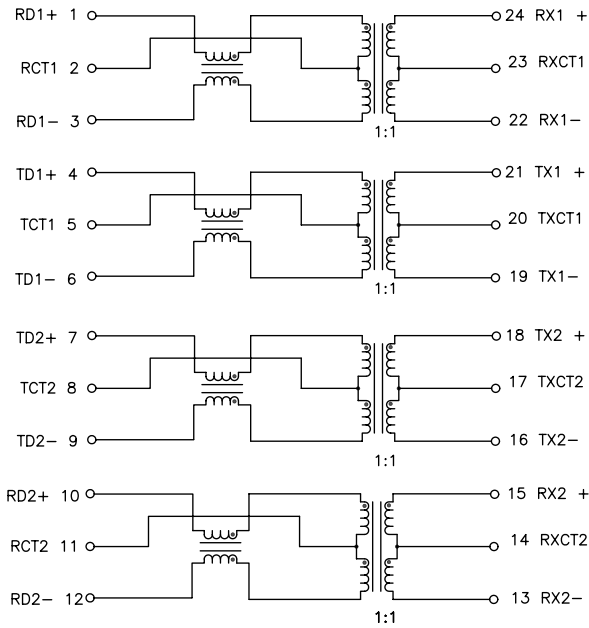 RD1+ 1 24 RX1 +
RCT1 2 23 RXCT1
RD1- 3 22 RX1-
1:1
TD1+ 4 21 TX1 +
TCT1 5 20 TXCT1
TD1- 6 19 TX1-
1:1
TD2+ 7 18 TX2 +
TCT2 8 17 TXCT2
TD2- 9 16 TX2-
1:1
RD2+ 10 15 RX2 +
RCT2 11 14 RXCT2
RD2- 12 13 RX2-
1:1